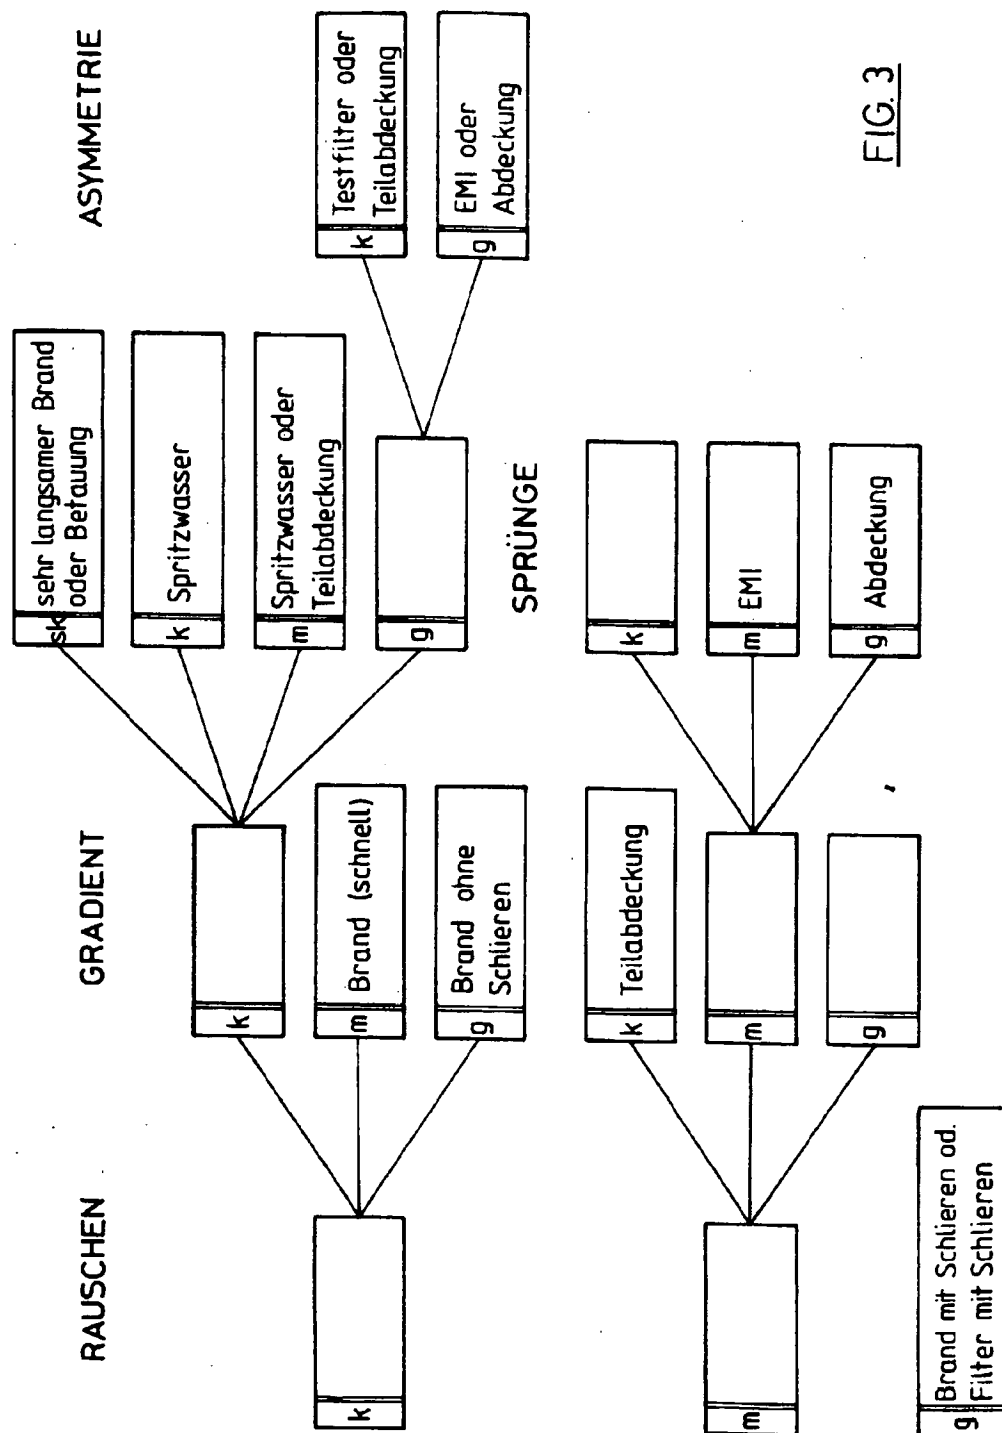 RAUSCHEN
GRADIENT
ASYMMETRIE
k
k
sk
sehr langsamer Brand
oder Betauung
k
Spritzwasser
m
Spritzwasser oder
Teilabdeckung
g
k
Testfilter oder
Teilabdeckung
g
EMI oder
Abdeckung
m
Brand (schnell)
g
Brand ohne
Schlieren
SPRÜNGE
m
k
Teilabdeckung
m
k
m
EMI
g
Abdeckung
g
g
Brand mit Schlieren od.
Filter mit Schlieren
FIG. 3